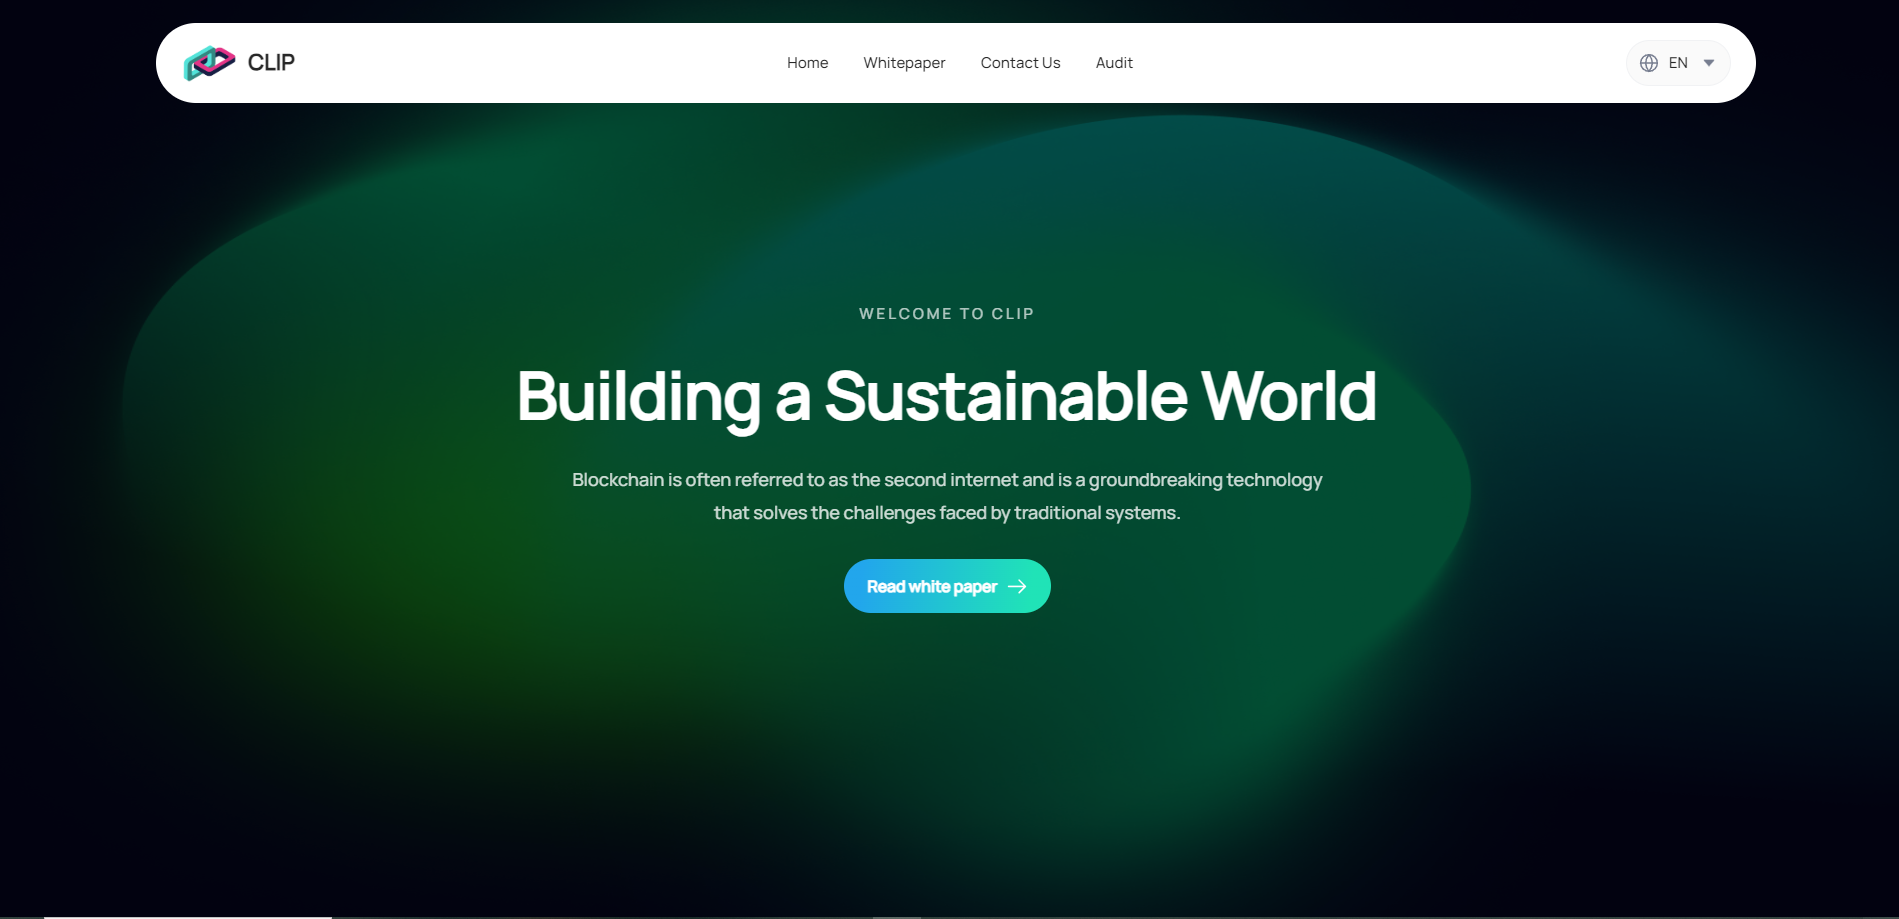 CLIP
Home
Whitepaper
Contact Us
Audit
EN
WELCOME TO CLIP
Building a Sustainable World
Blockchain is often referred to as the second internet and is a groundbreaking technology
that solves the challenges faced by traditional systems.
Read white paper